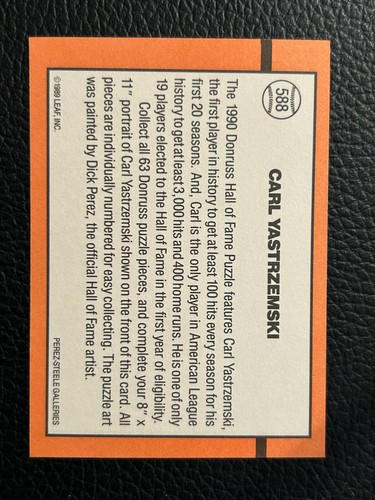 588
CARL YASTRZEMSKI
The 1990 Donruss Hall of Fame Puzzle features Carl Yastrzemski,
the first player in history to get at least 100 hits every season for his
first 20 seasons. And, Carl is the only player in American League
history to get at least 3,000 hits and 400 home runs. He is one of only
19 players elected to the Hall of Fame in the first year of eligibility.
Collect all 63 Donruss puzzle pieces, and complete your 8" x
11" portrait of Carl Yastrzemski shown on the front of this card. All
pieces are individually numbered for easy collecting. The puzzle art
was painted by Dick Perez, the official Hall of Fame artist.
©1989 LEAF, INC.
PEREZ-STEELE GALLERIES